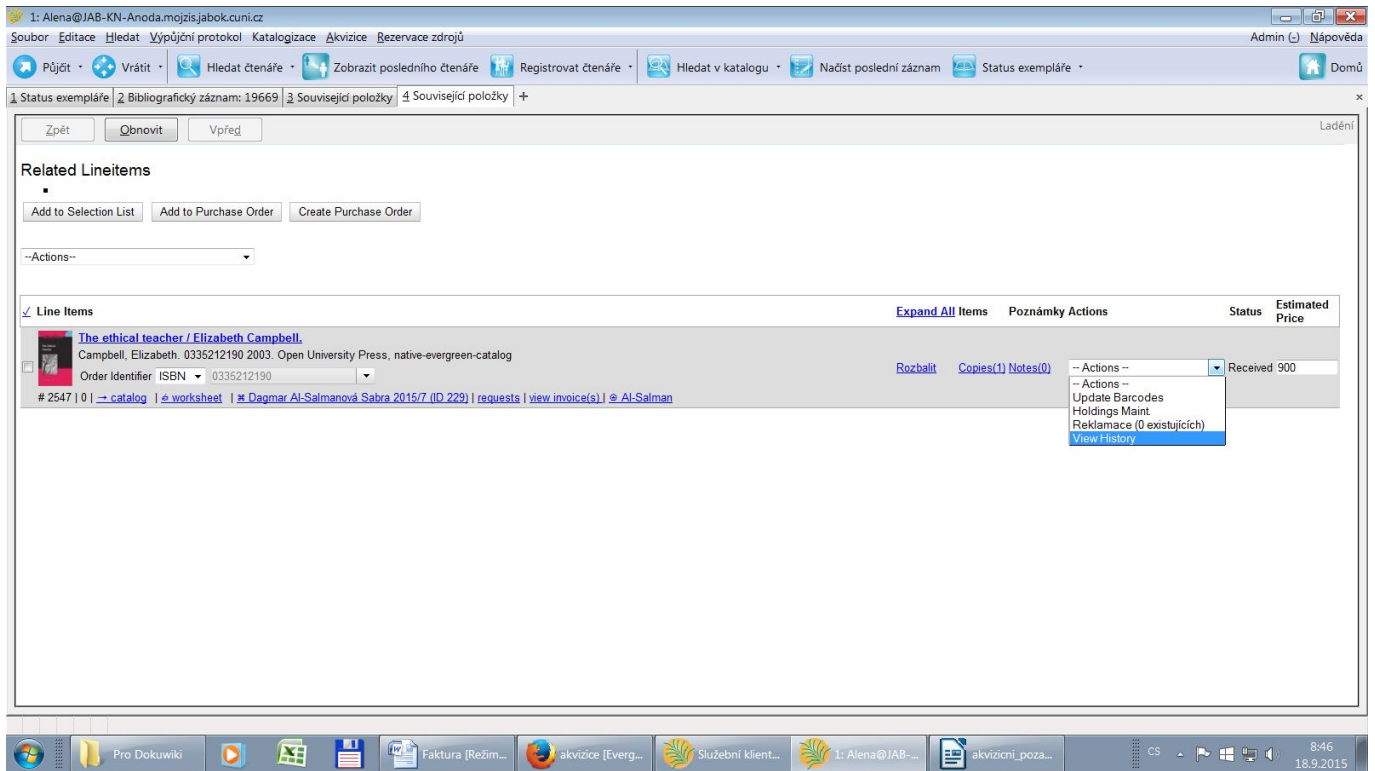 1: Alena@JAB-KN-Anoda.mojzis.jabok.cuni.cz
Soubor Editace Hledat Výpůjční protokol Katalogizace Akvizice Rezervace zdrojů Admin (-) Nápověda
Půjčit Vrátit Hledat čtenáře Zobrazit posledního čtenáře Registrovat čtenáře Hledat v katalogu Načíst poslední záznam Status exempláře Domů
1 Status exempláře 2 Bibliografický záznam: 19669 3 Související položky 4 Související položky + ×
Zpět Obnovit Vpřed Ladění
Related Lineitems
Add to Selection List Add to Purchase Order Create Purchase Order
--Actions--
√ Line Items Expand All Items Poznámky Actions Status Estimated Price
The ethical teacher / Elizabeth Campbell.
Campbell, Elizabeth. 0335212190 2003. Open University Press, native-evergreen-catalog
Order Identifier ISBN 0335212190
Rozbalit Copies(1) Notes(0) -- Actions -- Received 900
# 2547 | 0 | → catalog | worksheet | ⌘ Dagmar Al-Salmanová Sabra 2015/7 (ID 229) | requests | view invoice(s) | ⊛ Al-Salman
-- Actions --
Update Barcodes
Holdings Maint.
Reklamace (0 existujících)
View History
Pro Dokuwiki Faktura [Režim... akvizice [Everg... Služební klient... 1: Alena@JAB-... akvizicni_poza... CS 8:46
18.9.2015